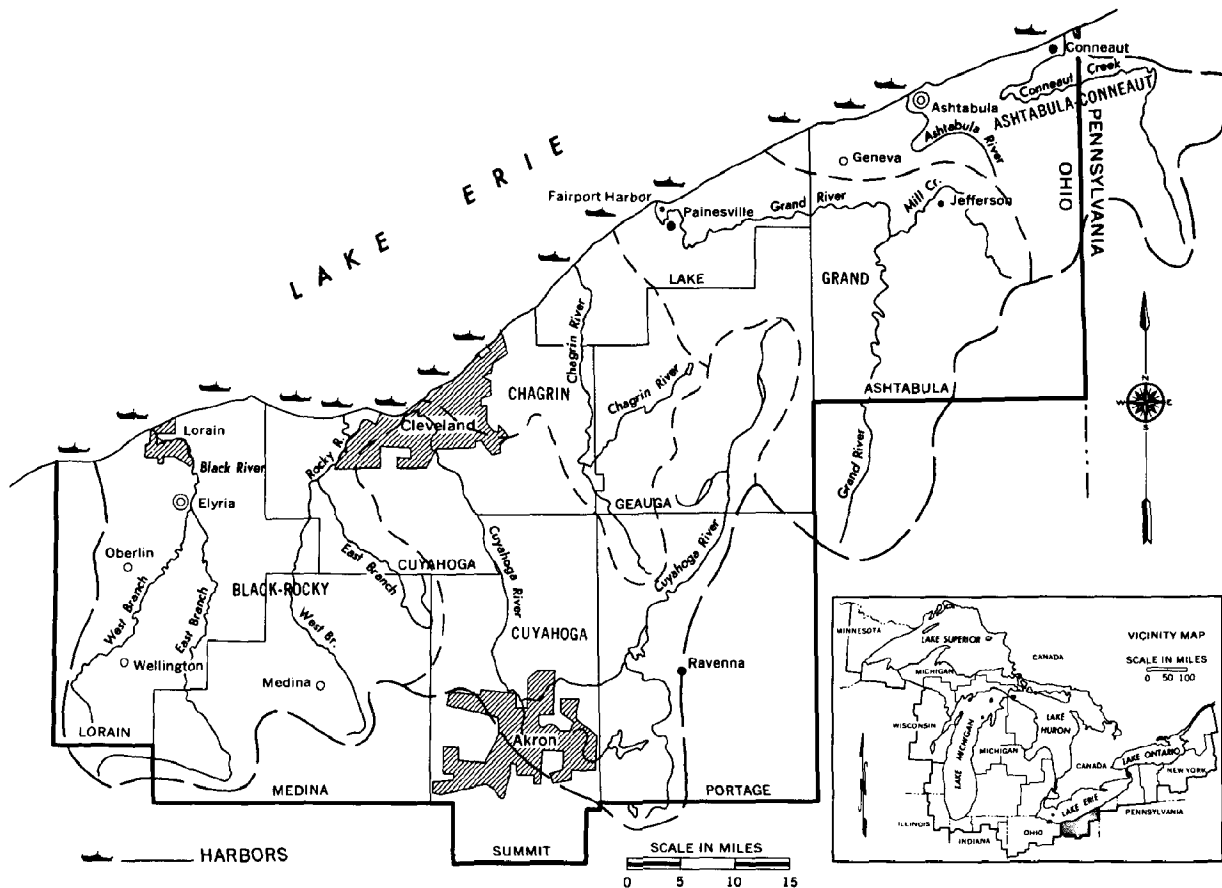 Conneaut
Conneaut Creek
ASHTABULA-CONNEAUT
Ashtabula
Ashtabula River
PENNSYLVANIA
OHIO
Geneva
LAKE ERIE
Mill Cr.
Jefferson
Fairport Harbor
Painesville
Grand River
GRAND
LAKE
Chagrin River
Chagrin River
ASHTABULA
CHAGRIN
Cleveland
Lorain
Rocky R.
Black River
Grand River
N
W E
S
Elyria
GEAUGA
Cuyahoga River
Cuyahoga River
Oberlin
East Branch
CUYAHOGA
BLACK-ROCKY
West Branch
East Branch
West Br.
CUYAHOGA
Wellington
Medina
Ravenna
LORAIN
Akron
MEDINA
PORTAGE
SUMMIT
HARBORS
SCALE IN MILES
0 5 10 15
MINNESOTA
LAKE SUPERIOR
CANADA
VICINITY MAP
SCALE IN MILES
0 50 100
MICHIGAN
WISCONSIN
LAKE MICHIGAN
MICHIGAN
LAKE HURON
CANADA
LAKE ONTARIO
NEW YORK
LAKE ERIE
PENNSYLVANIA
ILLINOIS
INDIANA
OHIO